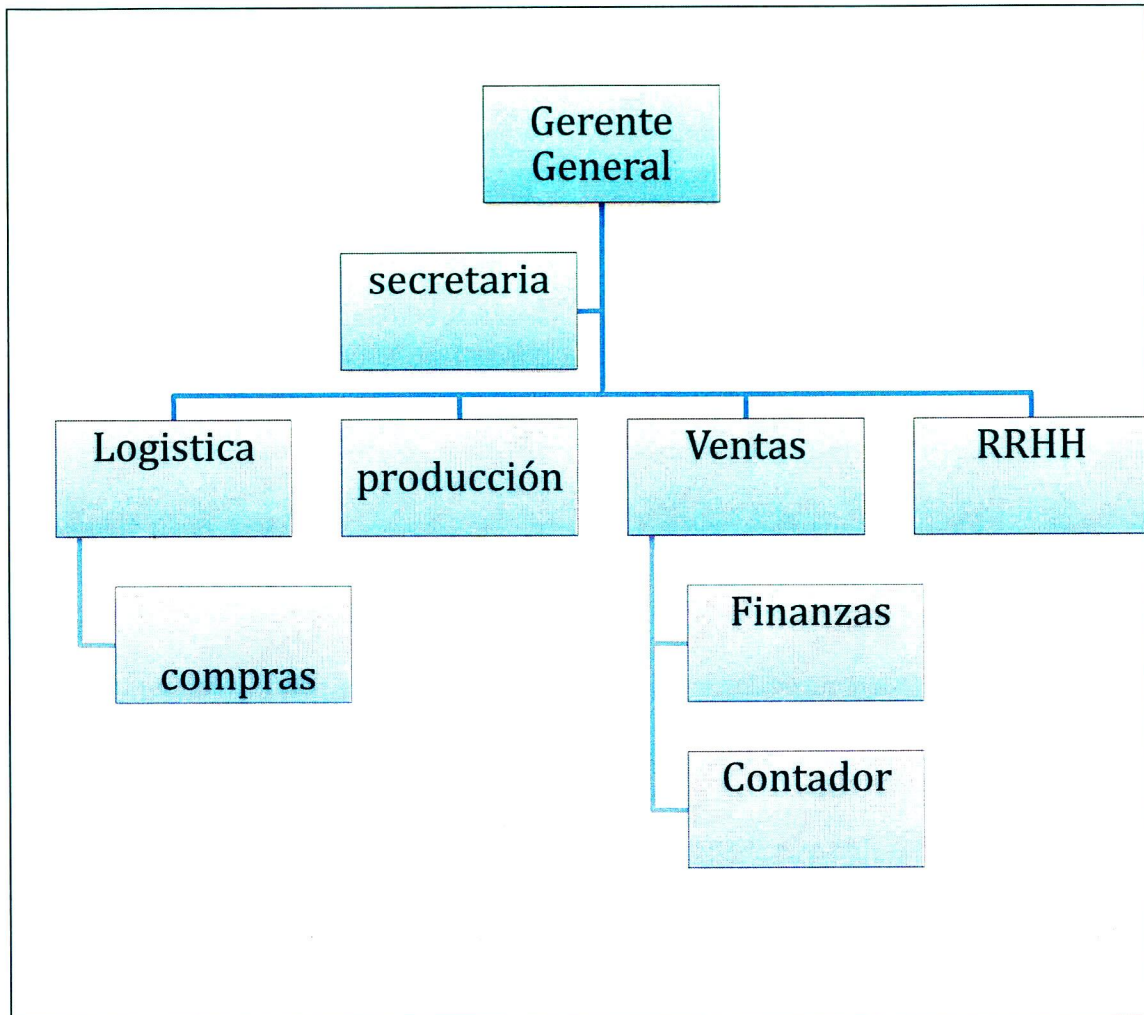 Gerente
General
secretaria
Logistica
producción
Ventas
RRHH
compras
Finanzas
Contador